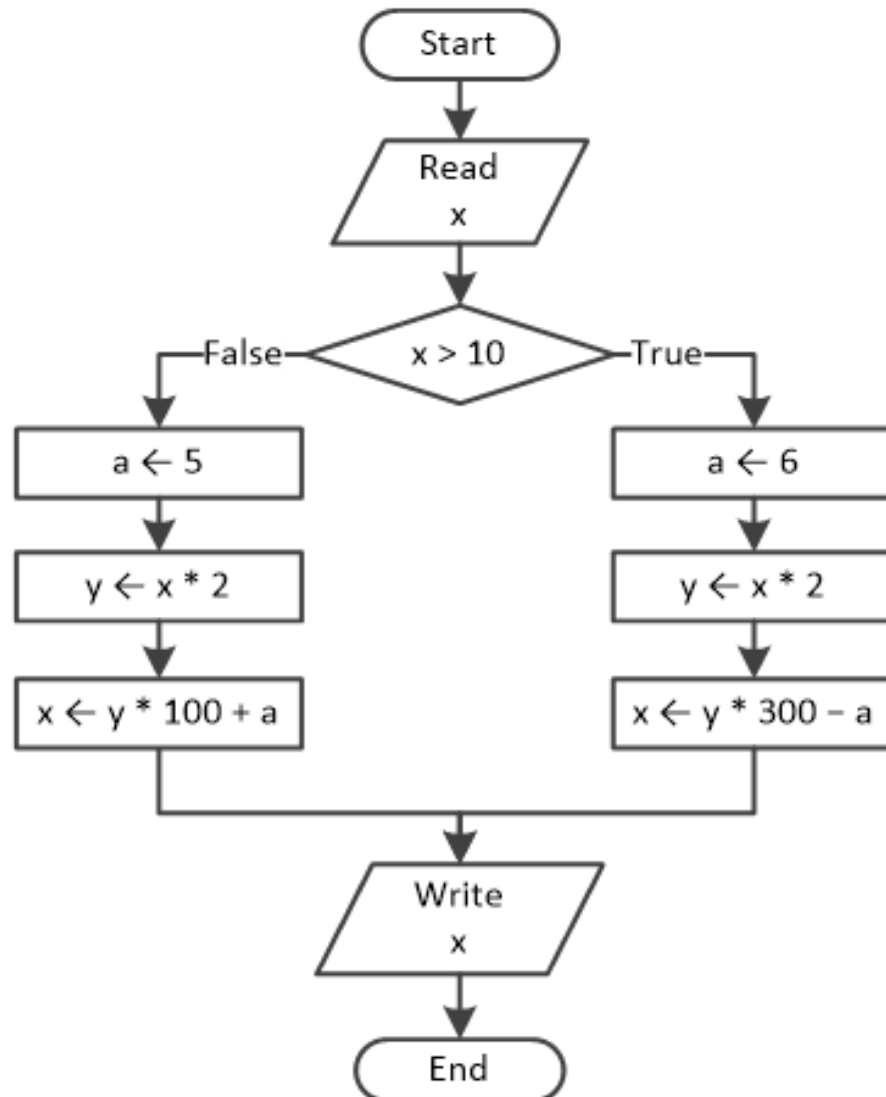 Start
Read
x
x > 10
False
True
a ← 5
a ← 6
y ← x * 2
y ← x * 2
x ← y * 100 + a
x ← y * 300 – a
Write
x
End